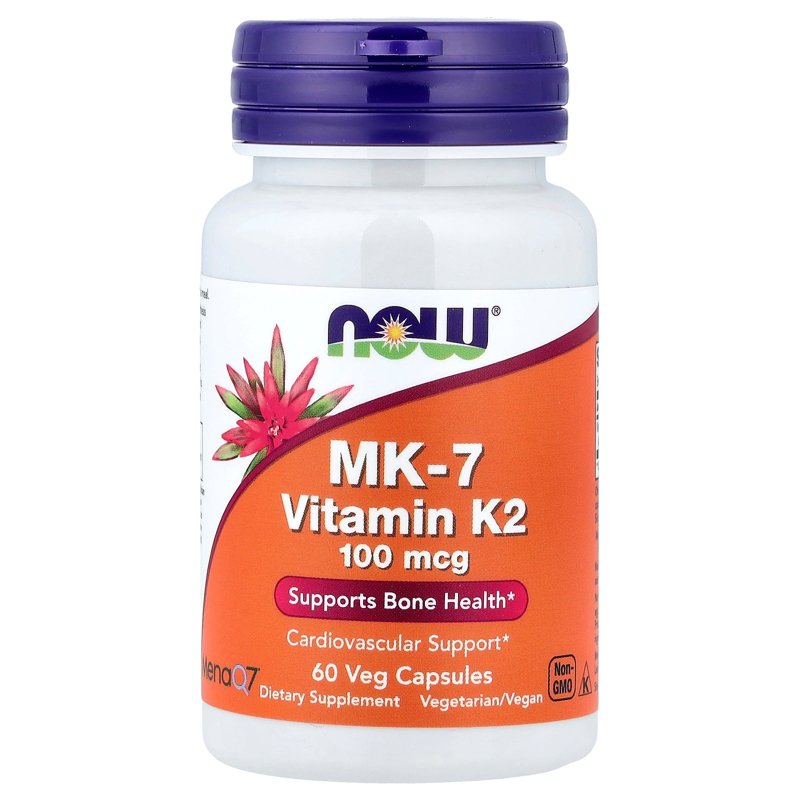 now®
MK-7
Vitamin K2
100 mcg
Supports Bone Health*
Cardiovascular Support*
60 Veg Capsules
Dietary Supplement Vegetarian/Vegan
MenaQ7
Non-
GMO
K
meal.